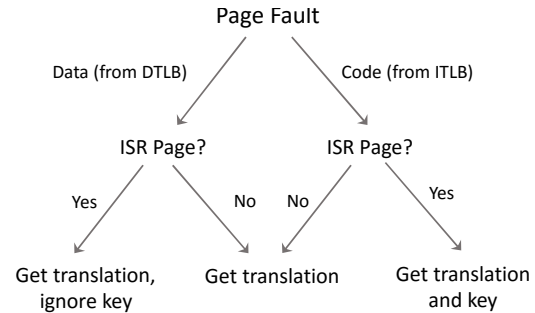 Page Fault
Data (from DTLB)
Code (from ITLB)
ISR Page?
ISR Page?
Yes
No
No
Yes
Get translation,
ignore key
Get translation
Get translation
and key